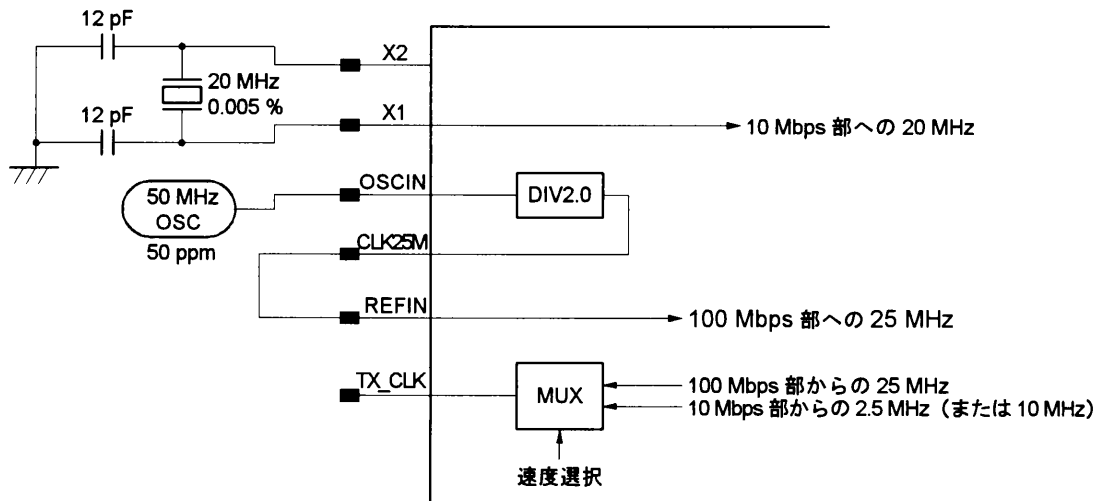 12 pF
X2
20 MHz
0.005 %
12 pF
X1
10 Mbps 部への 20 MHz
OSCIN
50 MHz
OSC
DIV2.0
50 ppm
CLK25M
REFIN
100 Mbps 部への 25 MHz
TX_CLK
MUX
100 Mbps 部からの 25 MHz
10 Mbps 部からの 2.5 MHz（または 10 MHz）
速度選択